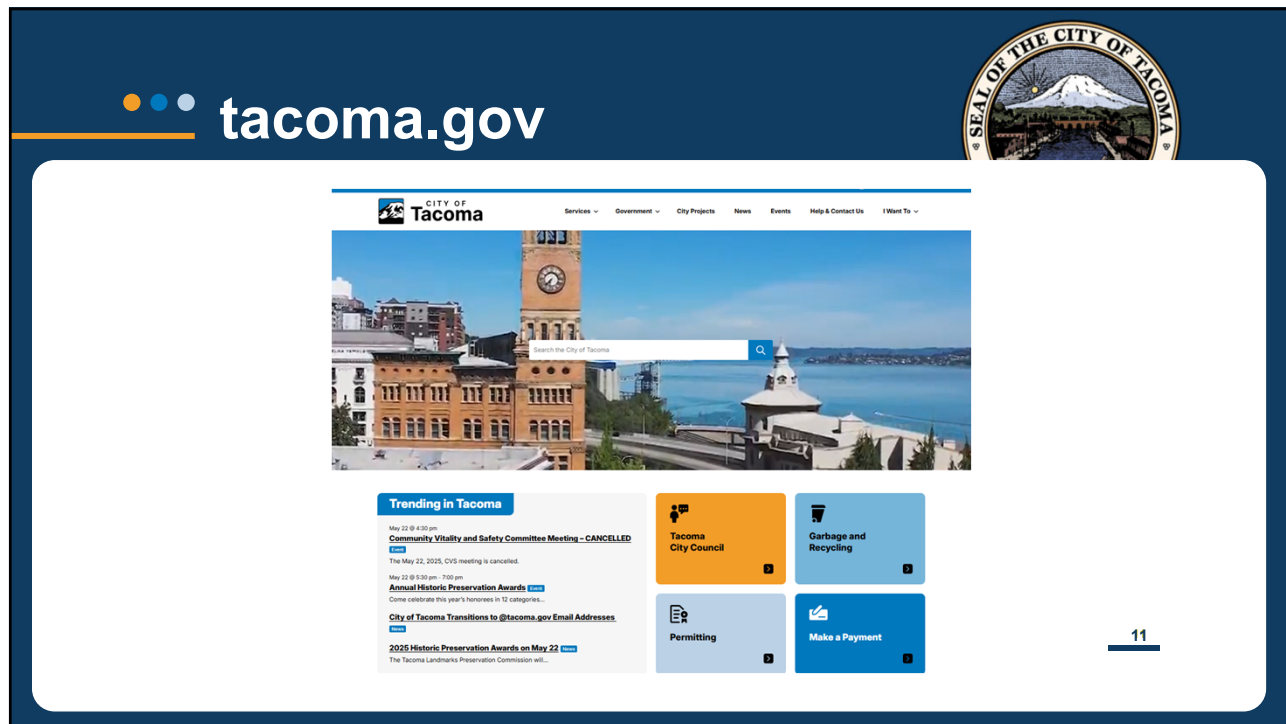 SEAL OF THE CITY OF TACOMA
tacoma.gov
CITY OF
Tacoma
Services Government City Projects News Events Help & Contact Us I Want To
Search the City of Tacoma
Trending in Tacoma
May 22 @ 4:30 pm
Community Vitality and Safety Committee Meeting – CANCELLED
Event
The May 22, 2025, CVS meeting is cancelled.
May 22 @ 5:30 pm - 7:00 pm
Annual Historic Preservation Awards Event
Come celebrate this year's honorees in 12 categories...
City of Tacoma Transitions to @tacoma.gov Email Addresses
News
2025 Historic Preservation Awards on May 22 News
The Tacoma Landmarks Preservation Commission will...
Tacoma
City Council
Garbage and
Recycling
Permitting
Make a Payment
11